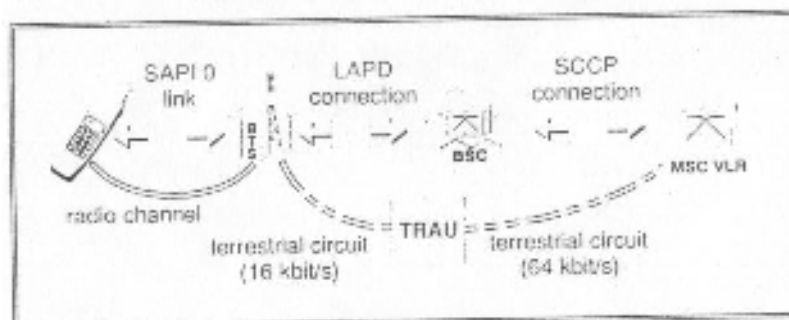 SAPI 0
link
LAPD
connection
SCCP
connection
BTS
BSC
MSC VLR
radio channel
TRAU
terrestrial circuit
(16 kbit/s)
terrestrial circuit
(64 kbit/s)